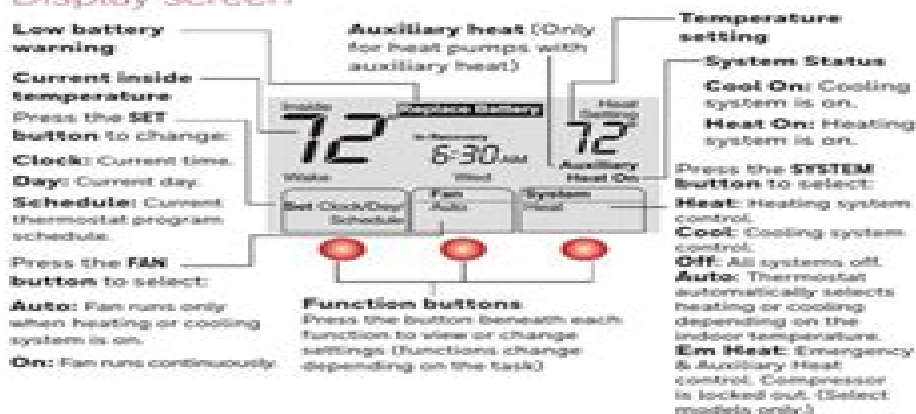 Display Screen
Low battery
warning
Current inside
temperature
Press the SET
button to change:
Clock: Current time.
Day: Current day.
Schedule: Current
thermostat program
schedule.
Press the FAN
button to select:
Auto: Fan runs only
when heating or cooling
system is on.
On: Fan runs continuously.
Auxiliary heat (Only
for heat pumps with
auxiliary heat)
Inside
72°
Replace Battery
In Recovery
6:30 AM
Wake
Wed
Heat
Setting
72°
Auxiliary
Heat On
Set Clock/Day/
Schedule
Fan
Auto
System
Heat
Function buttons
Press the button beneath each
function to view or change
settings (functions change
depending on the task)
Temperature
setting
System Status
Cool On: Cooling
system is on.
Heat On: Heating
system is on.
Press the SYSTEM
button to select:
Heat: Heating system
control.
Cool: Cooling system
control.
Off: All systems off.
Auto: Thermostat
automatically selects
heating or cooling
depending on the
indoor temperature.
Em Heat: Emergency
& Auxiliary Heat
control. Compressor
is locked out. (Select
models only.)